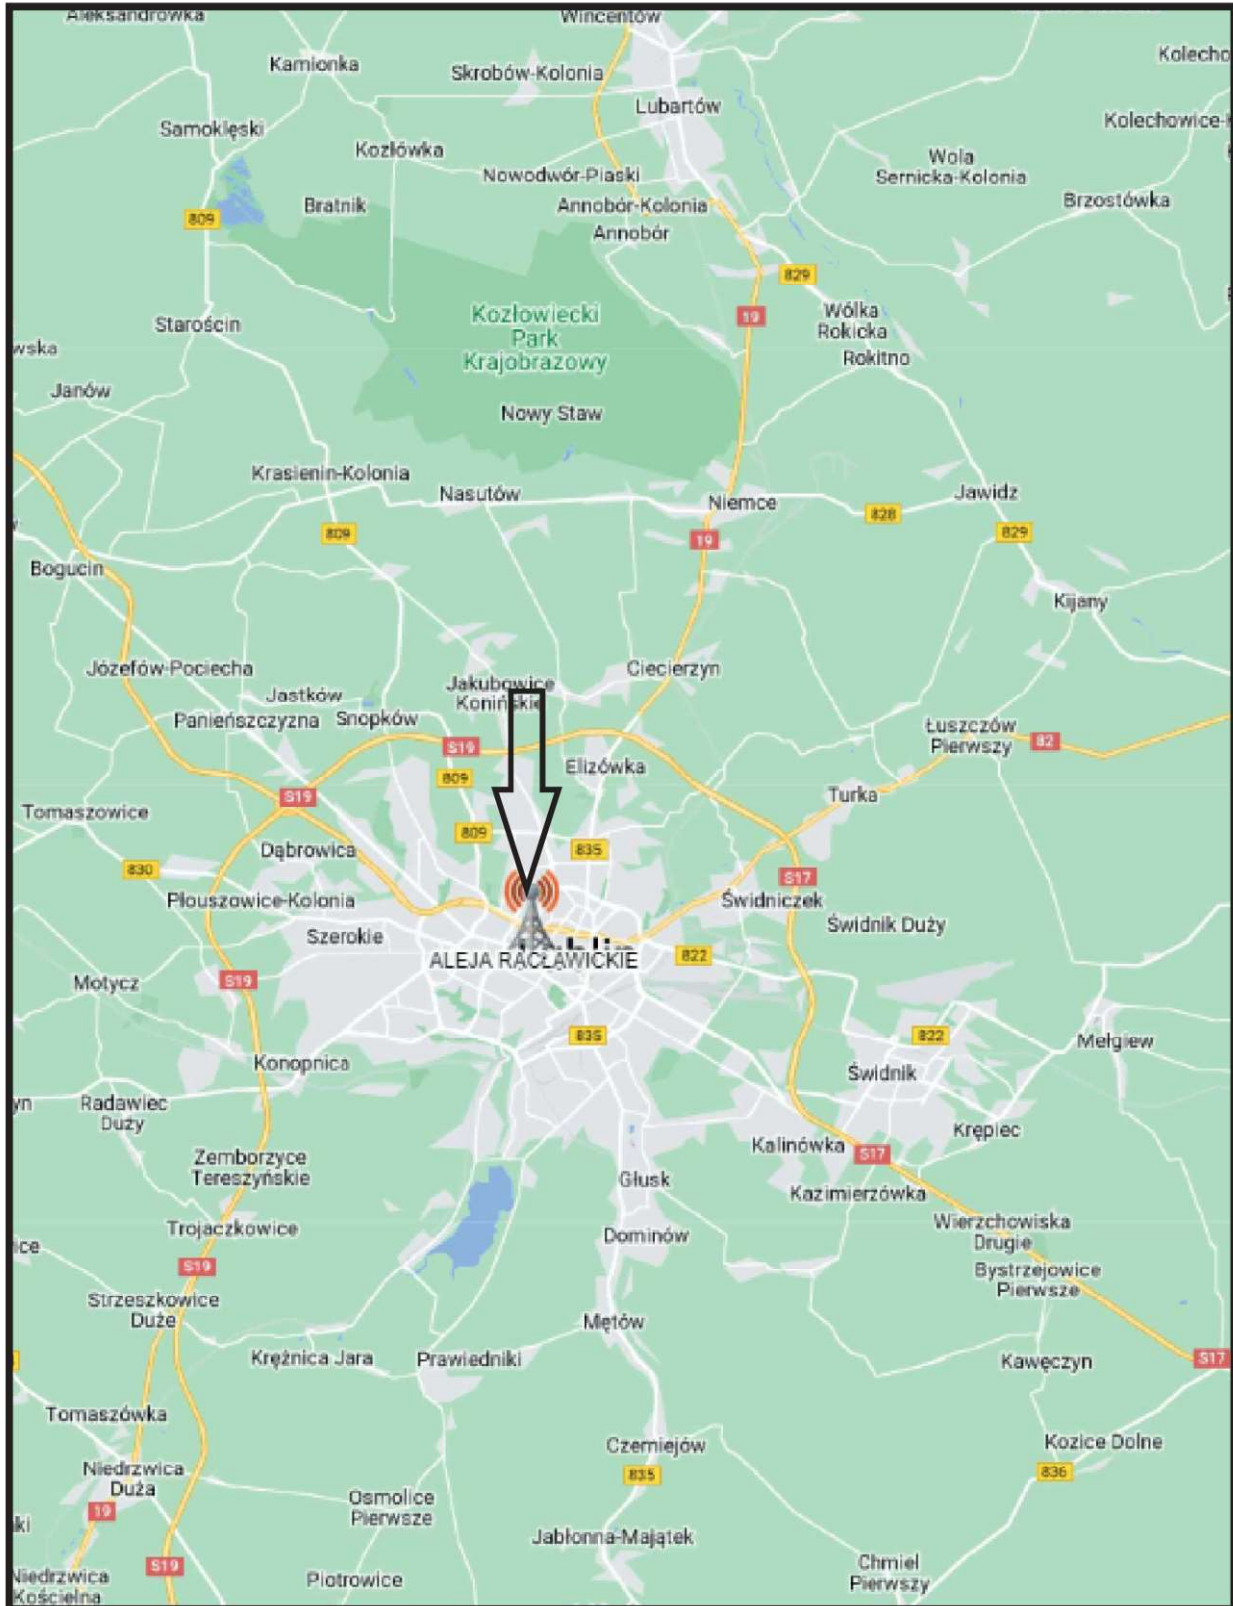 Aleksandrówka
Wincentów
Kamionka
Skrobów-Kolonia
Kolecho
Lubartów
Samoklęski
Kozłówka
Kolechowice-K
Wola
Sernicka-Kolonia
Nowodwór-Piaski
Bratnik
Annobór-Kolonia
Brzostówka
809
Annobór
829
Kozłowiecki
Park
Krajobrazowy
19
Wólka
Rokicka
Starościn
Rokitno
wska
Janów
Nowy Staw
Krasienin-Kolonia
Nasutów
Niemce
Jawidz
828
809
19
829
Bogucin
Kijany
Józefów-Pociecha
Ciecierzyn
Jakubowice
Konińskie
Jastków
Panieńszczyzna
Snopków
Łuszczów
Pierwszy
82
S19
Elizówka
809
S19
Turka
Tomaszowice
809
835
Dąbrowica
830
S17
Płouszowice-Kolonia
Świdniczek
Świdnik Duży
Szerokie
Lublin
ALEJA RACŁAWICKIE
822
Motycz
S19
835
822
Mełgiew
Konopnica
Świdnik
yn
Radawiec
Duży
Krępiec
Kalinówka
S17
Zemborzyce
Tereszyńskie
Głusk
Kazimierzówka
Trojaczkowice
Dominów
Wierzchowiska
Drugie
ice
S19
Bystrzejowice
Pierwsze
Strzeszkowice
Duże
Mętów
Krężnica Jara
Prawiedniki
Kawęczyn
S17
Tomaszówka
Czerniejów
Kozice Dolne
Niedrzwica
Duża
835
836
19
Osmolice
Pierwsze
ki
Jabłonna-Majątek
S19
Chmiel
Pierwszy
Niedrzwica
Kościelna
Piotrowice